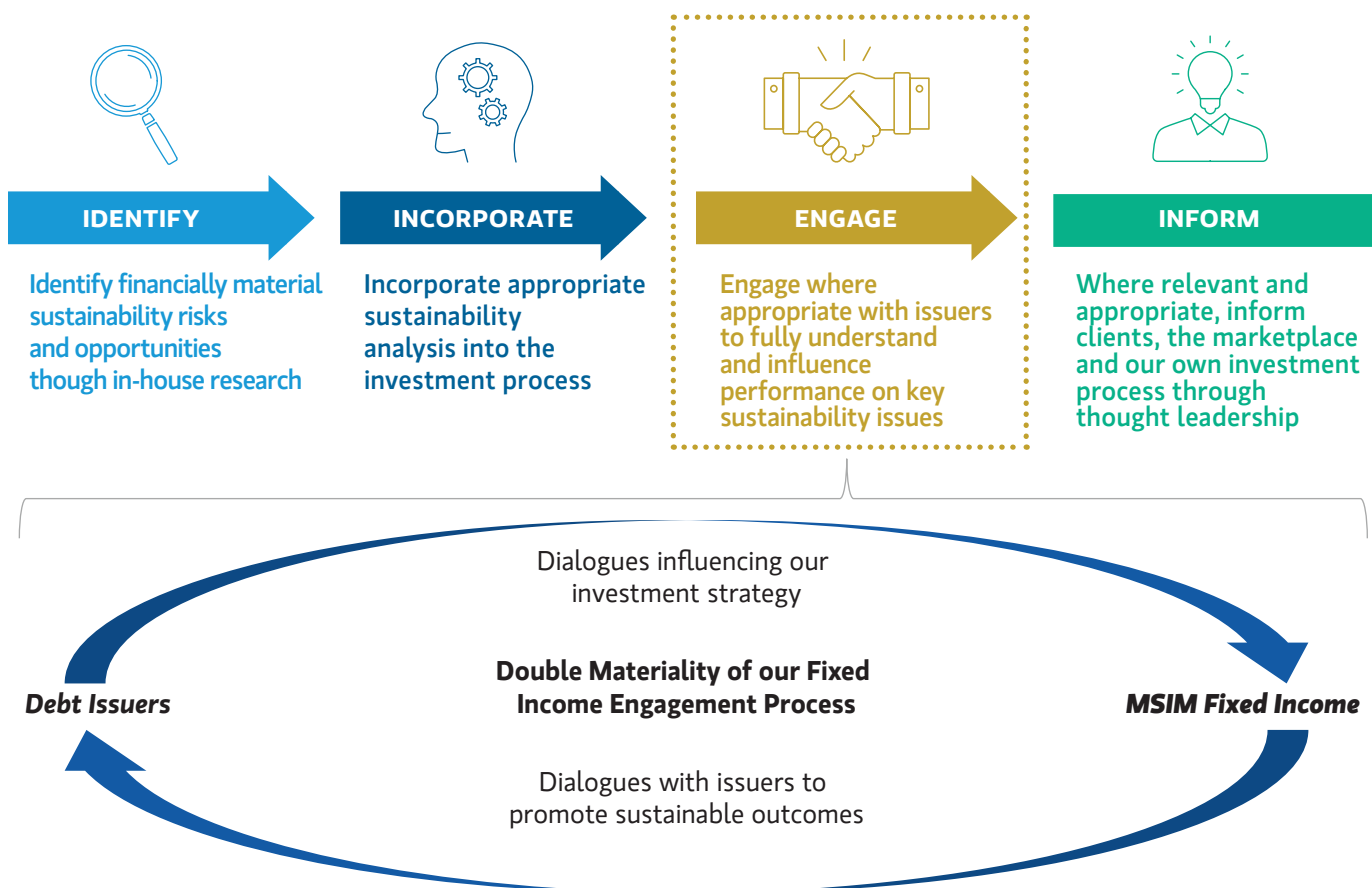 IDENTIFY
Identify financially material
sustainability risks
and opportunities
though in-house research
INCORPORATE
Incorporate appropriate
sustainability
analysis into the
investment process
ENGAGE
Engage where
appropriate with issuers
to fully understand
and influence
performance on key
sustainability issues
INFORM
Where relevant and
appropriate, inform
clients, the marketplace
and our own investment
process through
thought leadership
Dialogues influencing our
investment strategy
Double Materiality of our Fixed
Income Engagement Process
Debt Issuers
MSIM Fixed Income
Dialogues with issuers to
promote sustainable outcomes